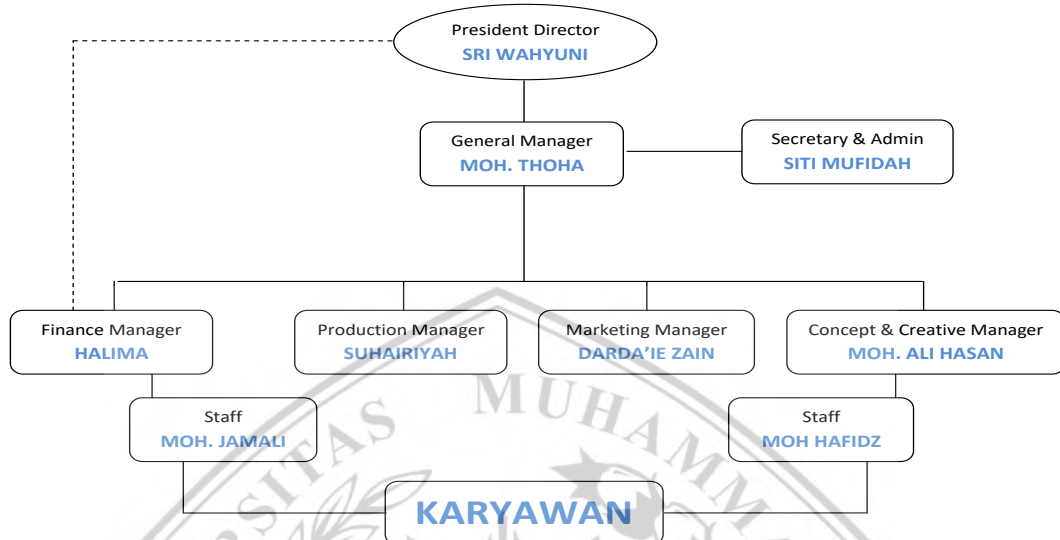 President Director
SRI WAHYUNI
General Manager
MOH. THOHA
Secretary & Admin
SITI MUFIDAH
Finance Manager
HALIMA
Production Manager
SUHAIRIYAH
Marketing Manager
DARDA’IE ZAIN
Concept & Creative Manager
MOH. ALI HASAN
Staff
MOH. JAMALI
Staff
MOH HAFIDZ
KARYAWAN